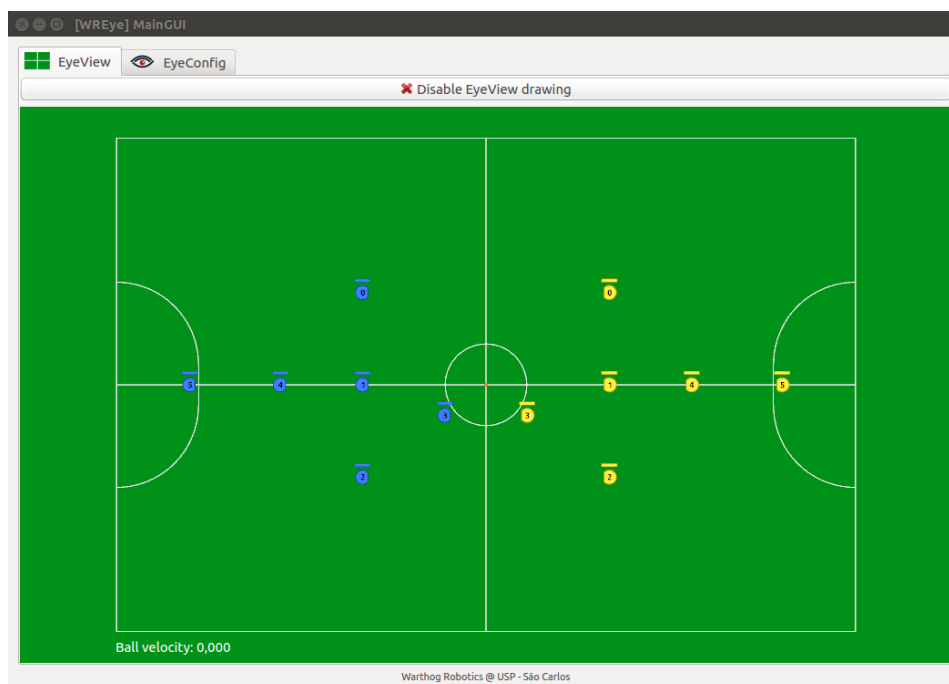 [WREye] MainGUI
EyeView
EyeConfig
Disable EyeView drawing
0
0
5
4
1
1
4
5
3
3
2
2
Ball velocity: 0,000
Warthog Robotics @ USP - São Carlos